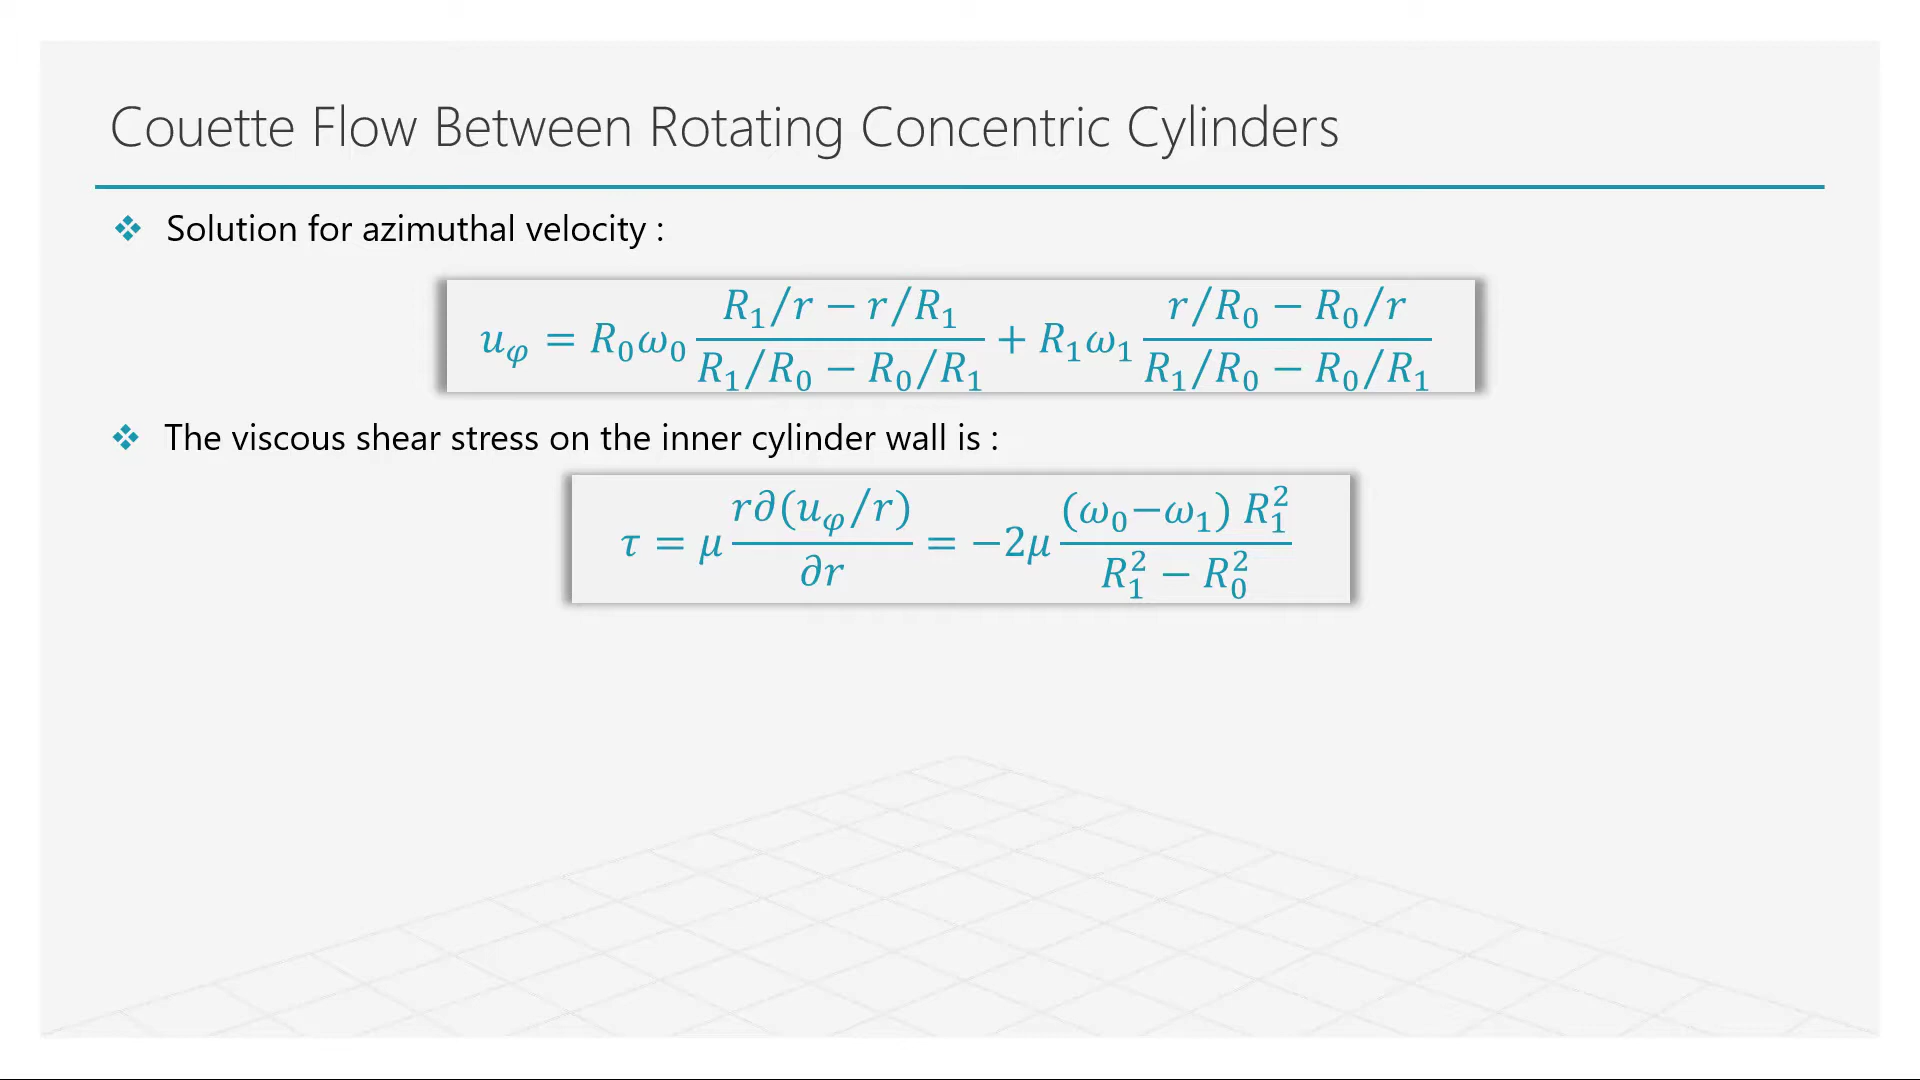 Couette Flow Between Rotating Concentric Cylinders
❖ Solution for azimuthal velocity :
u_φ = R_0ω_0 (R_1/r − r/R_1)/(R_1/R_0 − R_0/R_1) + R_1ω_1 (r/R_0 − R_0/r)/(R_1/R_0 − R_0/R_1)
❖ The viscous shear stress on the inner cylinder wall is :
τ = μ r∂(u_φ/r)/∂r = −2μ (ω_0−ω_1) R_1^2/(R_1^2 − R_0^2)